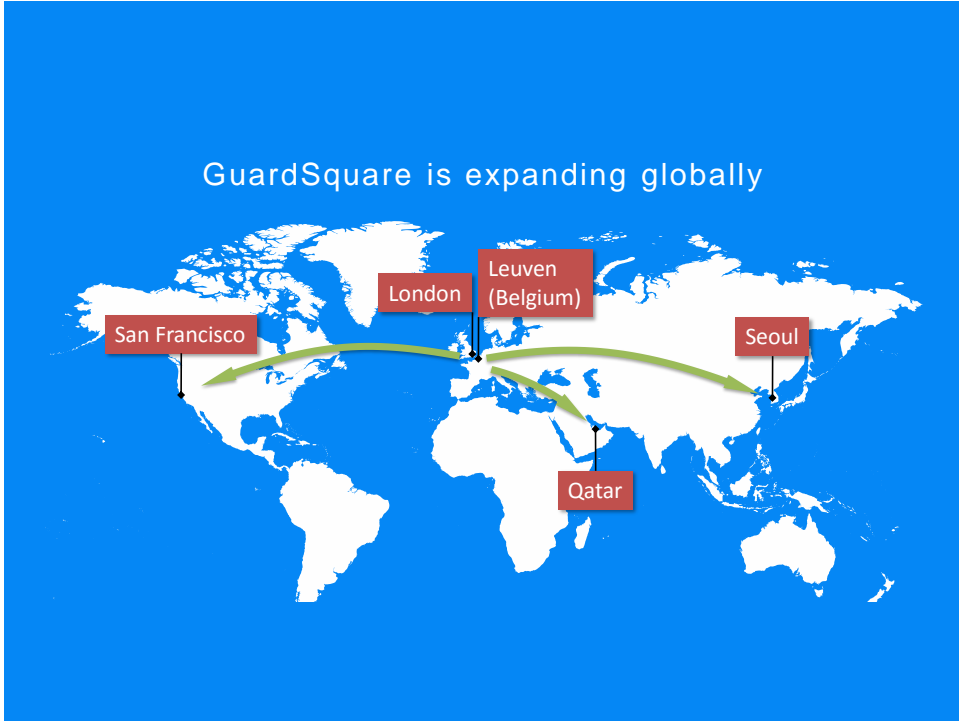 GuardSquare is expanding globally
Leuven
(Belgium)
London
San Francisco
Seoul
Qatar